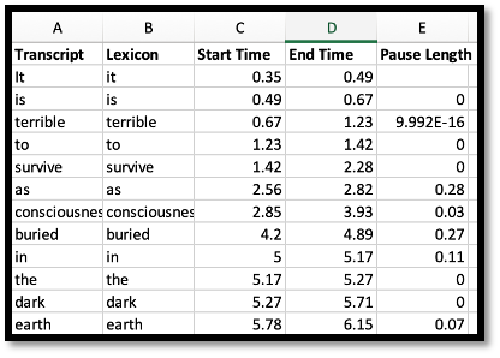 A B C D E
Transcript Lexicon Start Time End Time Pause Length
It it 0.35 0.49
is is 0.49 0.67 0
terrible terrible 0.67 1.23 9.992E-16
to to 1.23 1.42 0
survive survive 1.42 2.28 0
as as 2.56 2.82 0.28
consciousnes consciousnes 2.85 3.93 0.03
buried buried 4.2 4.89 0.27
in in 5 5.17 0.11
the the 5.17 5.27 0
dark dark 5.27 5.71 0
earth earth 5.78 6.15 0.07